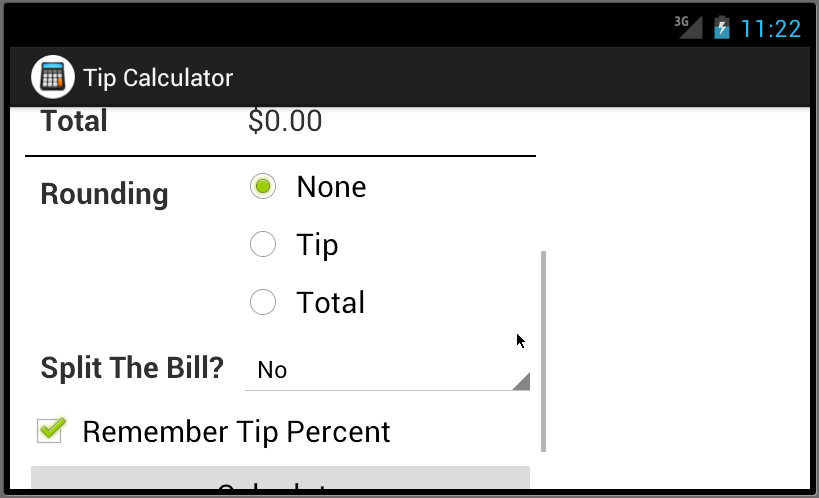 3G 11:22
Tip Calculator
Total $0.00
Rounding None
Tip
Total
Split The Bill? No
Remember Tip Percent